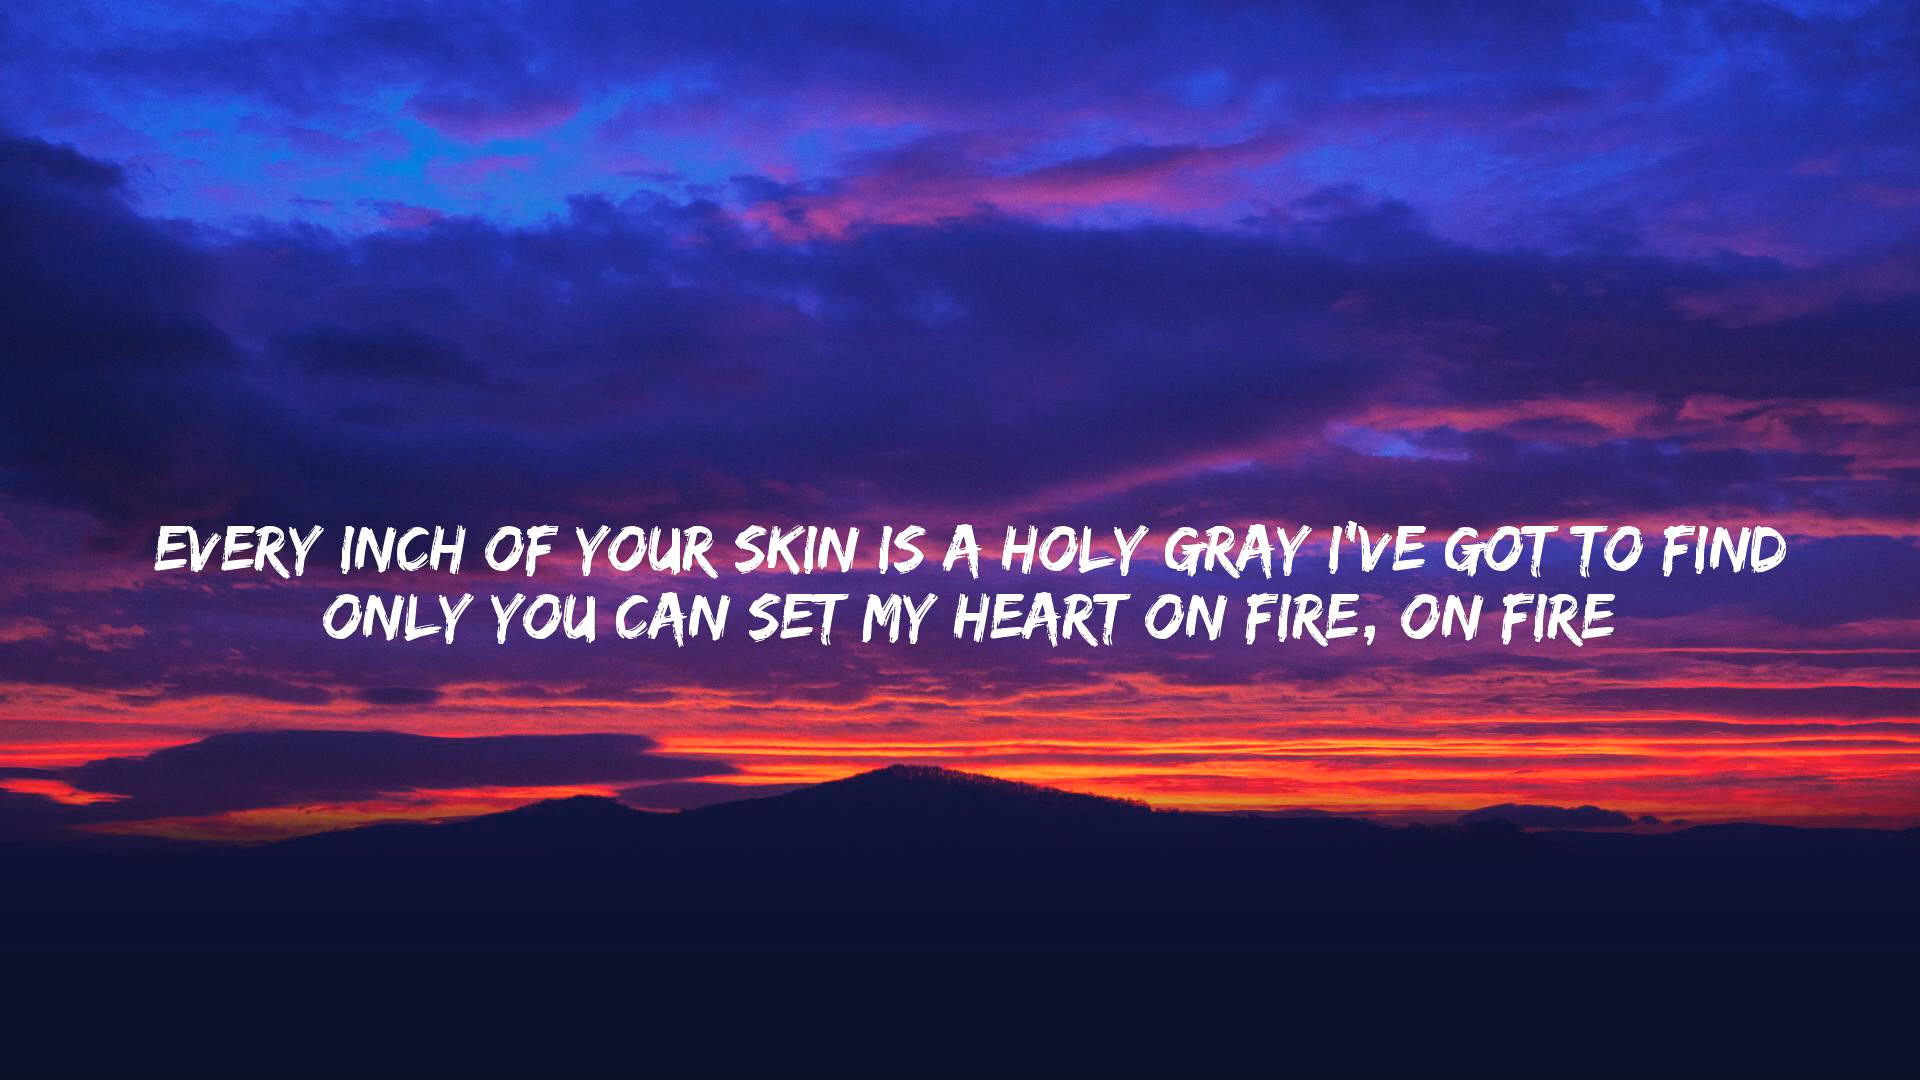 EVERY INCH OF YOUR SKIN IS A HOLY GRAY I'VE GOT TO FIND
ONLY YOU CAN SET MY HEART ON FIRE, ON FIRE